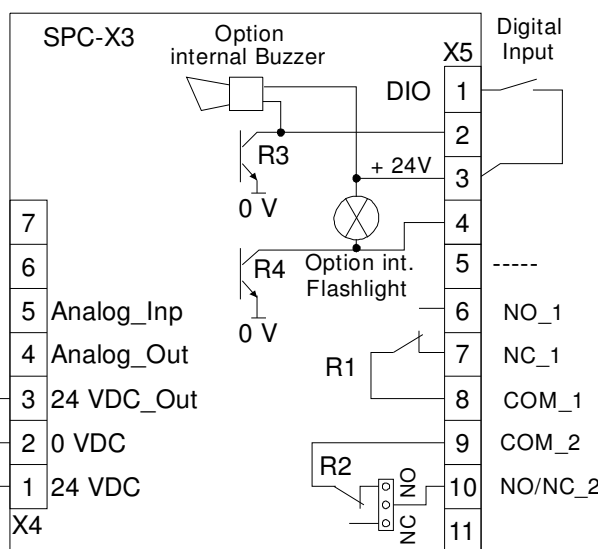 SPC-X3
Option
internal Buzzer
Digital
Input
X5
DIO
1
2
R3
+ 24V
3
0 V
4
7
6
R4
Option int.
Flashlight
5
-----
5
Analog_Inp
0 V
6
NO_1
4
Analog_Out
R1
7
NC_1
3
24 VDC_Out
8
COM_1
2
0 VDC
9
COM_2
R2
NO
1
24 VDC
10
NO/NC_2
X4
NC
11